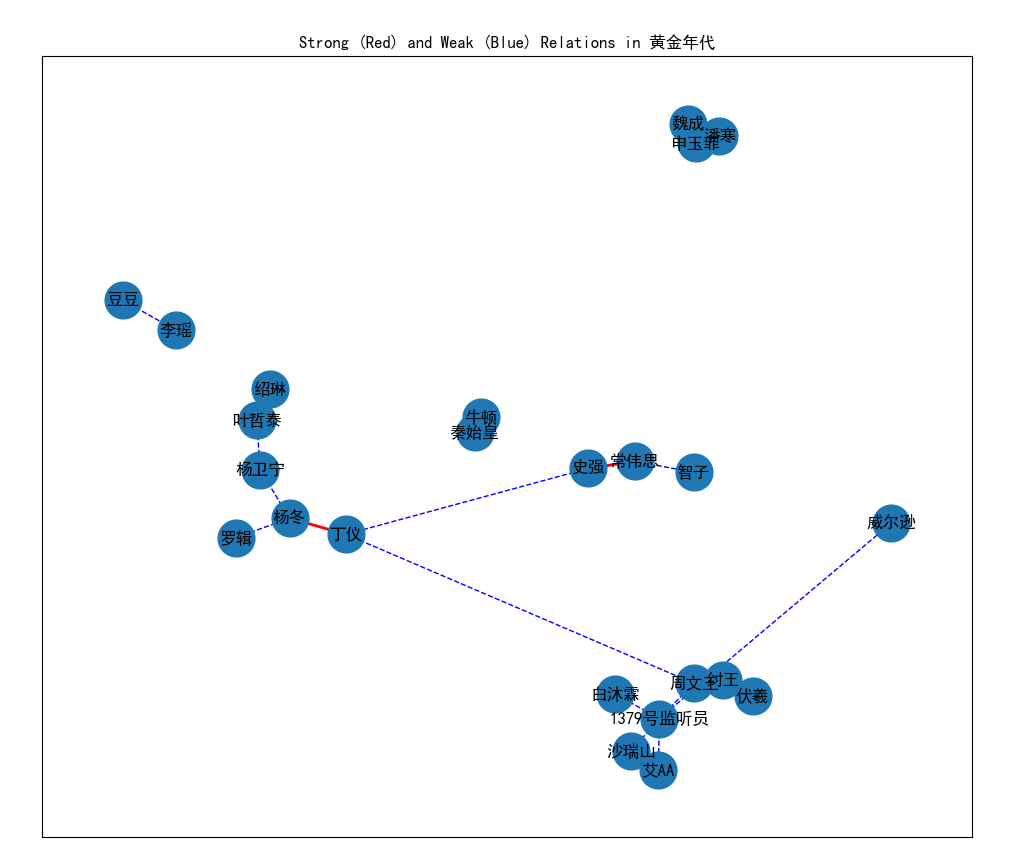 Strong (Red) and Weak (Blue) Relations in 黄金年代
魏成
潘寒
申玉菲
豆豆
李瑶
绍琳
叶哲泰
牛顿
秦始皇
杨卫宁
史强
常伟思
智子
杨冬
罗辑
丁仪
威尔逊
周文王
纣王
伏羲
白沐霖
1379号监听员
沙瑞山
艾AA